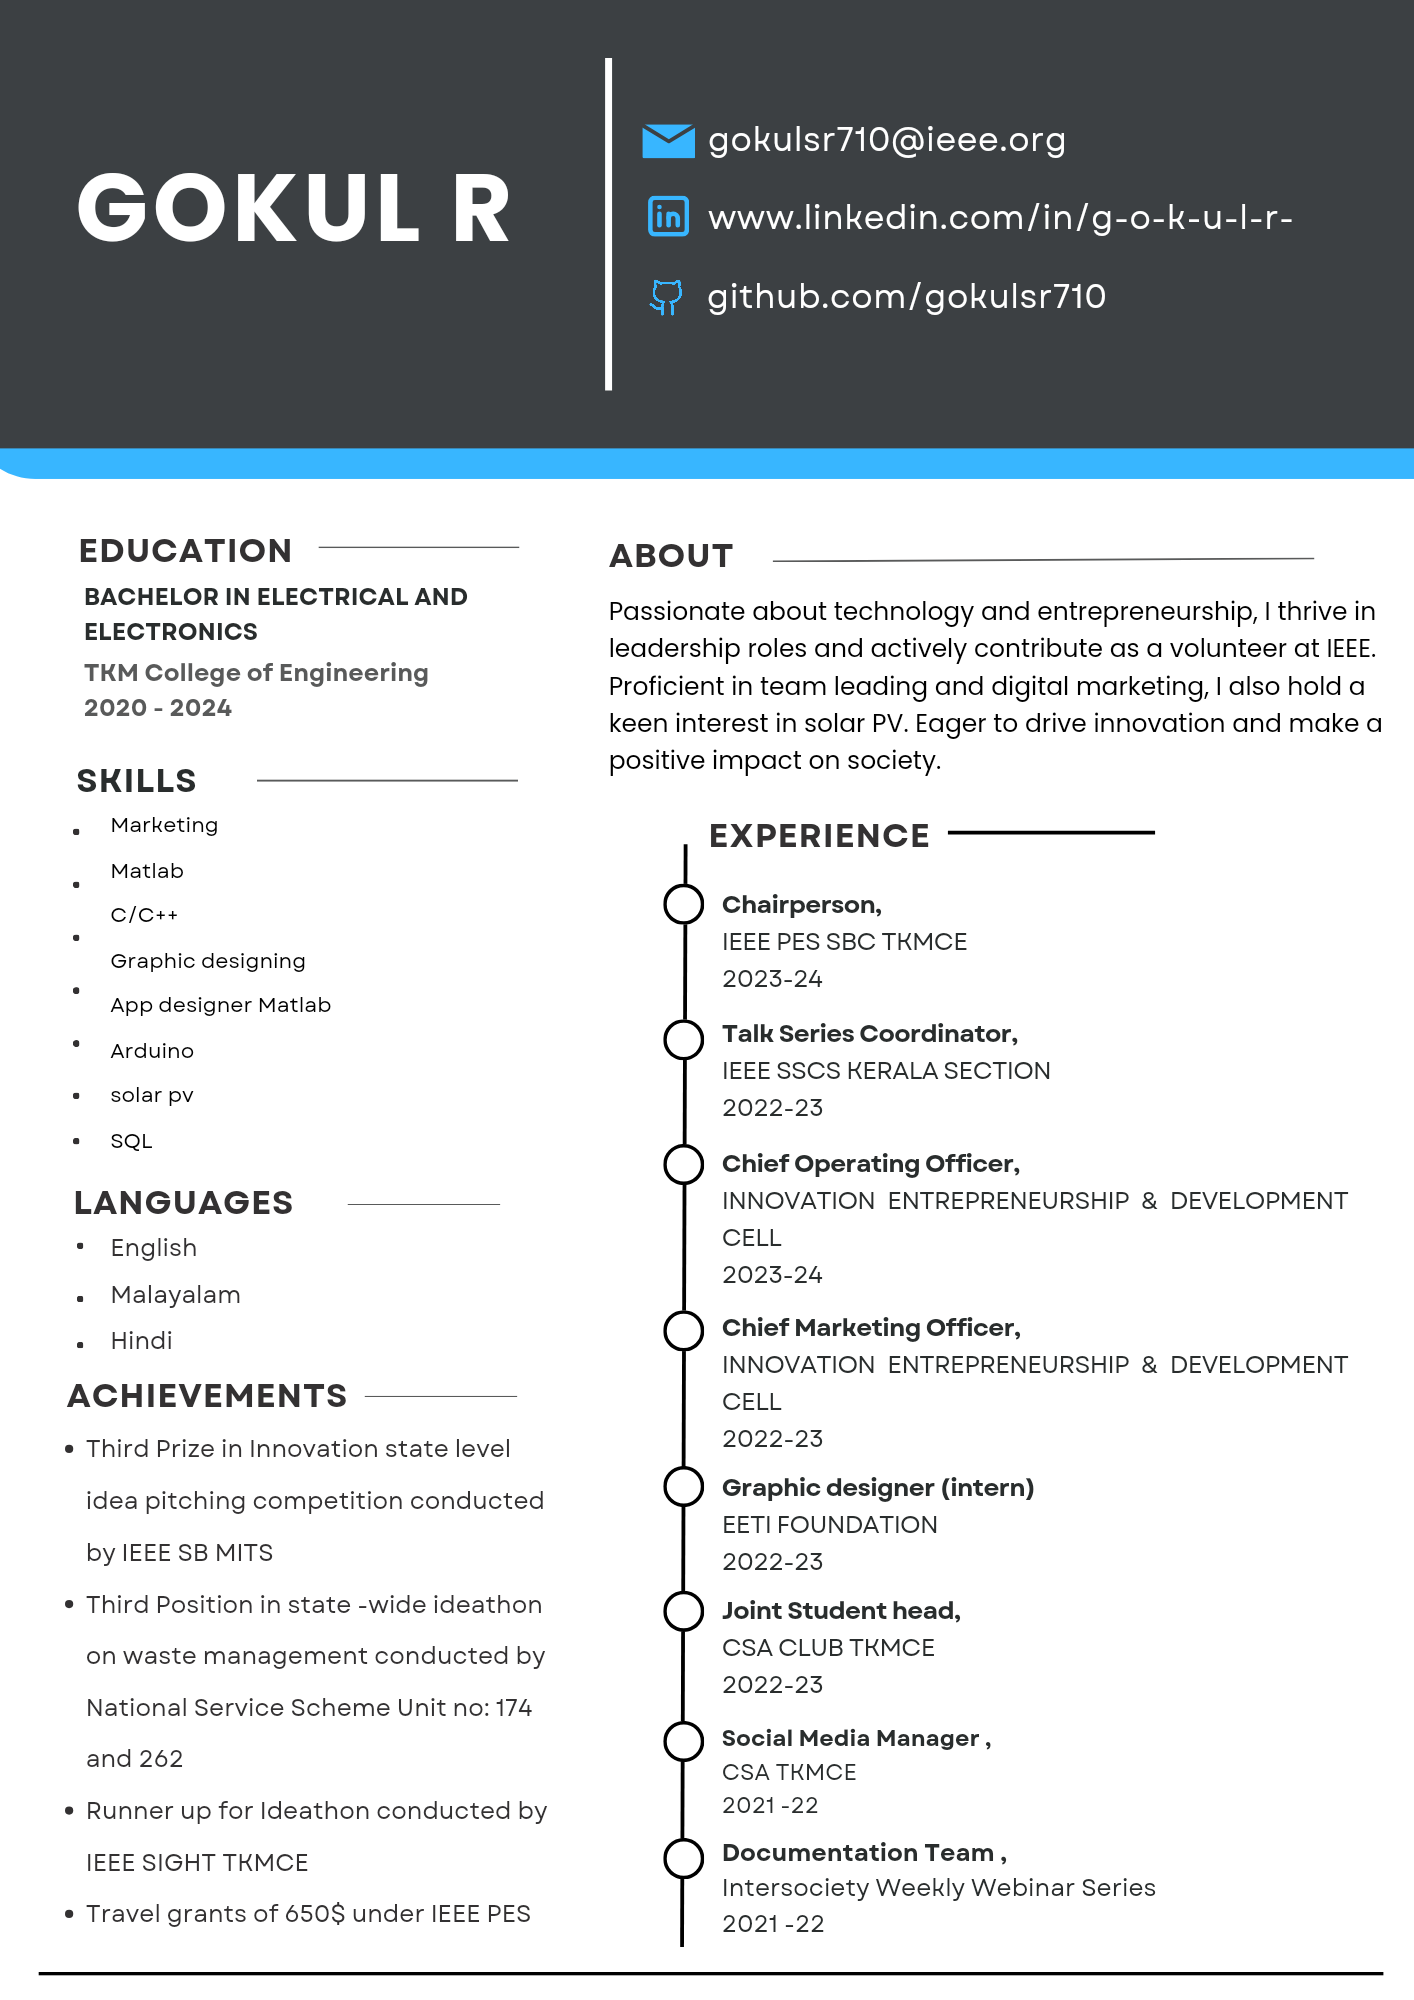 GOKUL R
gokulsr710@ieee.org
www.linkedin.com/in/g-o-k-u-l-r-
github.com/gokulsr710
EDUCATION
BACHELOR IN ELECTRICAL AND
ELECTRONICS
TKM College of Engineering
2020 - 2024
SKILLS
Marketing
Matlab
C/C++
Graphic designing
App designer Matlab
Arduino
solar pv
SQL
LANGUAGES
English
Malayalam
Hindi
ACHIEVEMENTS
• Third Prize in Innovation state level
idea pitching competition conducted
by IEEE SB MITS
• Third Position in state -wide ideathon
on waste management conducted by
National Service Scheme Unit no: 174
and 262
• Runner up for Ideathon conducted by
IEEE SIGHT TKMCE
• Travel grants of 650$ under IEEE PES
ABOUT
Passionate about technology and entrepreneurship, I thrive in
leadership roles and actively contribute as a volunteer at IEEE.
Proficient in team leading and digital marketing, I also hold a
keen interest in solar PV. Eager to drive innovation and make a
positive impact on society.
EXPERIENCE
Chairperson,
IEEE PES SBC TKMCE
2023-24
Talk Series Coordinator,
IEEE SSCS KERALA SECTION
2022-23
Chief Operating Officer,
INNOVATION ENTREPRENEURSHIP & DEVELOPMENT
CELL
2023-24
Chief Marketing Officer,
INNOVATION ENTREPRENEURSHIP & DEVELOPMENT
CELL
2022-23
Graphic designer (intern)
EETI FOUNDATION
2022-23
Joint Student head,
CSA CLUB TKMCE
2022-23
Social Media Manager ,
CSA TKMCE
2021 -22
Documentation Team ,
Intersociety Weekly Webinar Series
2021 -22